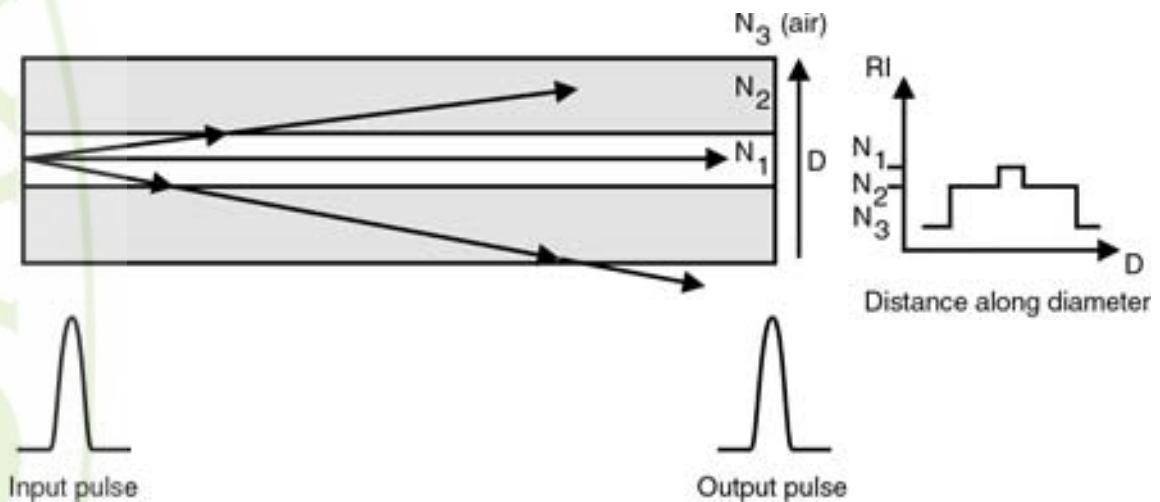 N3 (air)
N2
N1
D
RI
N1
N2
N3
D
Distance along diameter
Input pulse
Output pulse